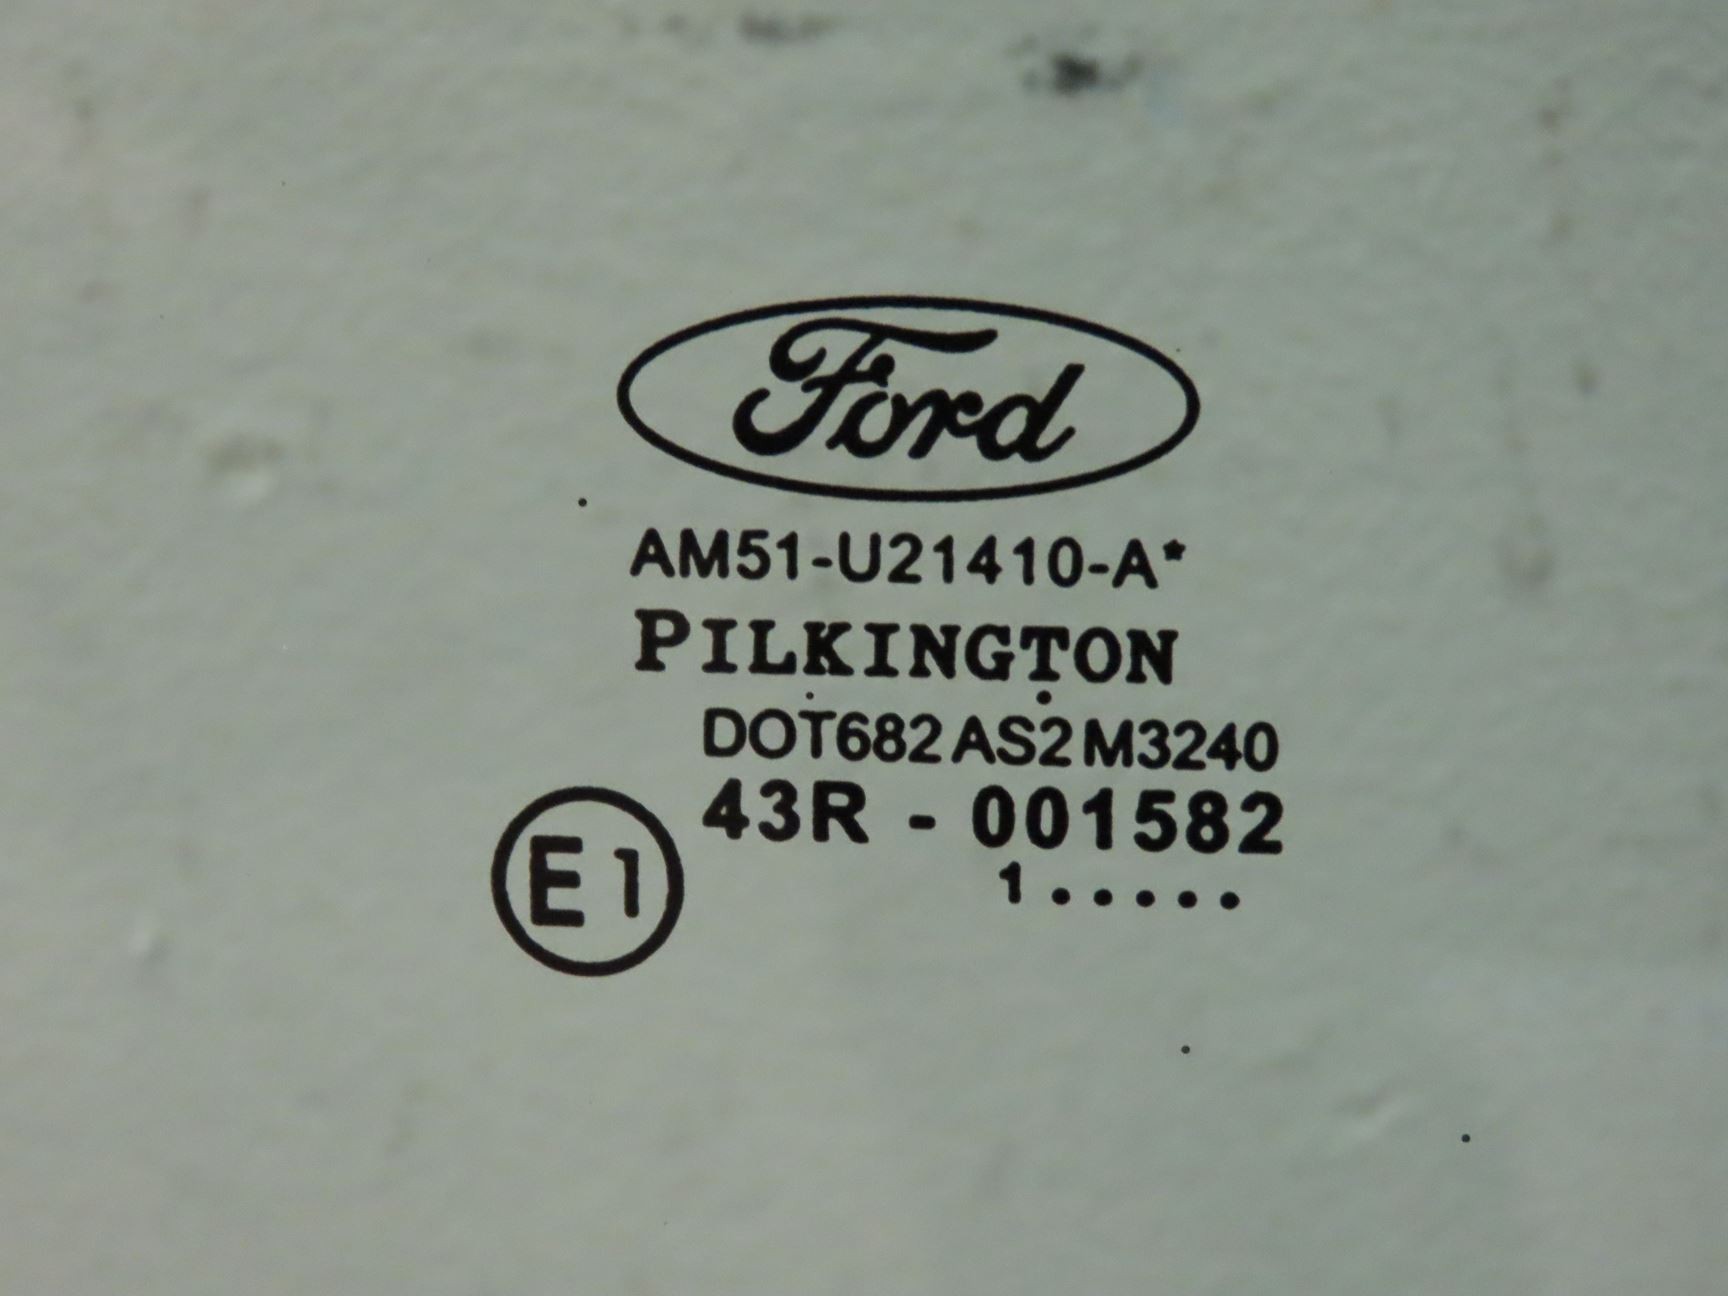 Ford
AM51-U21410-A*
PILKINGTON
DOT682 AS2 M3240
43R - 001582
E1
1.....